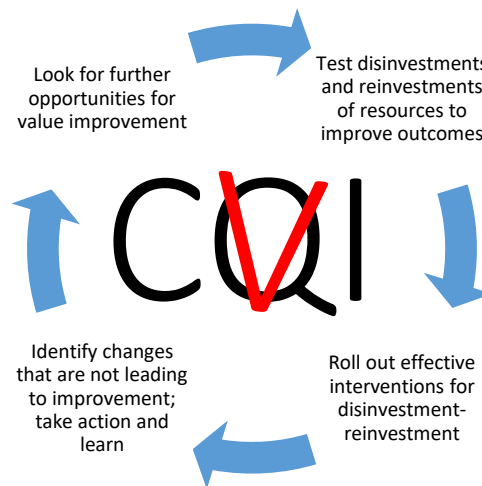 Look for further
opportunities for
value improvement
Test disinvestments
and reinvestments
of resources to
improve outcomes
CQI
V
Identify changes
that are not leading
to improvement;
take action and
learn
Roll out effective
interventions for
disinvestment-
reinvestment